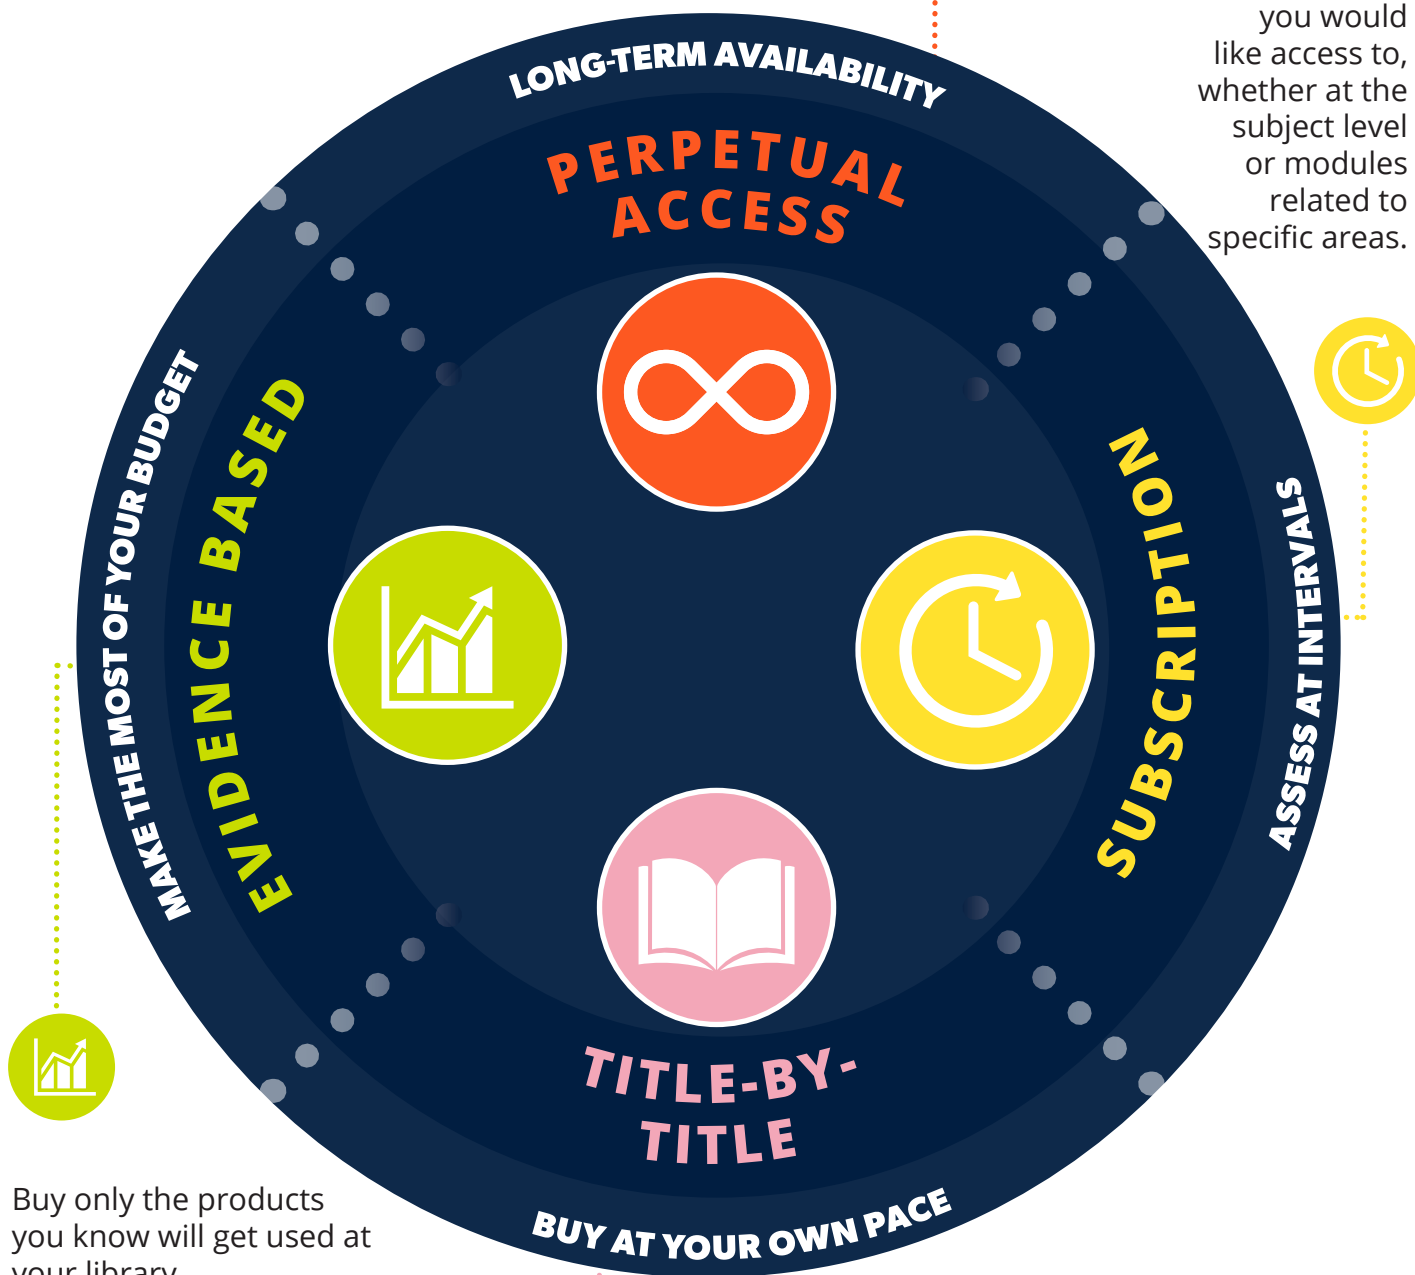 you would
like access to,
whether at the
subject level
or modules
related to
specific areas.
LONG-TERM AVAILABILITY
PERPETUAL
ACCESS
MAKE THE MOST OF YOUR BUDGET
EVIDENCE BASED
SUBSCRIPTION
ASSESS AT INTERVALS
TITLE-BY-
TITLE
BUY AT YOUR OWN PACE
Buy only the products
you know will get used at
your library